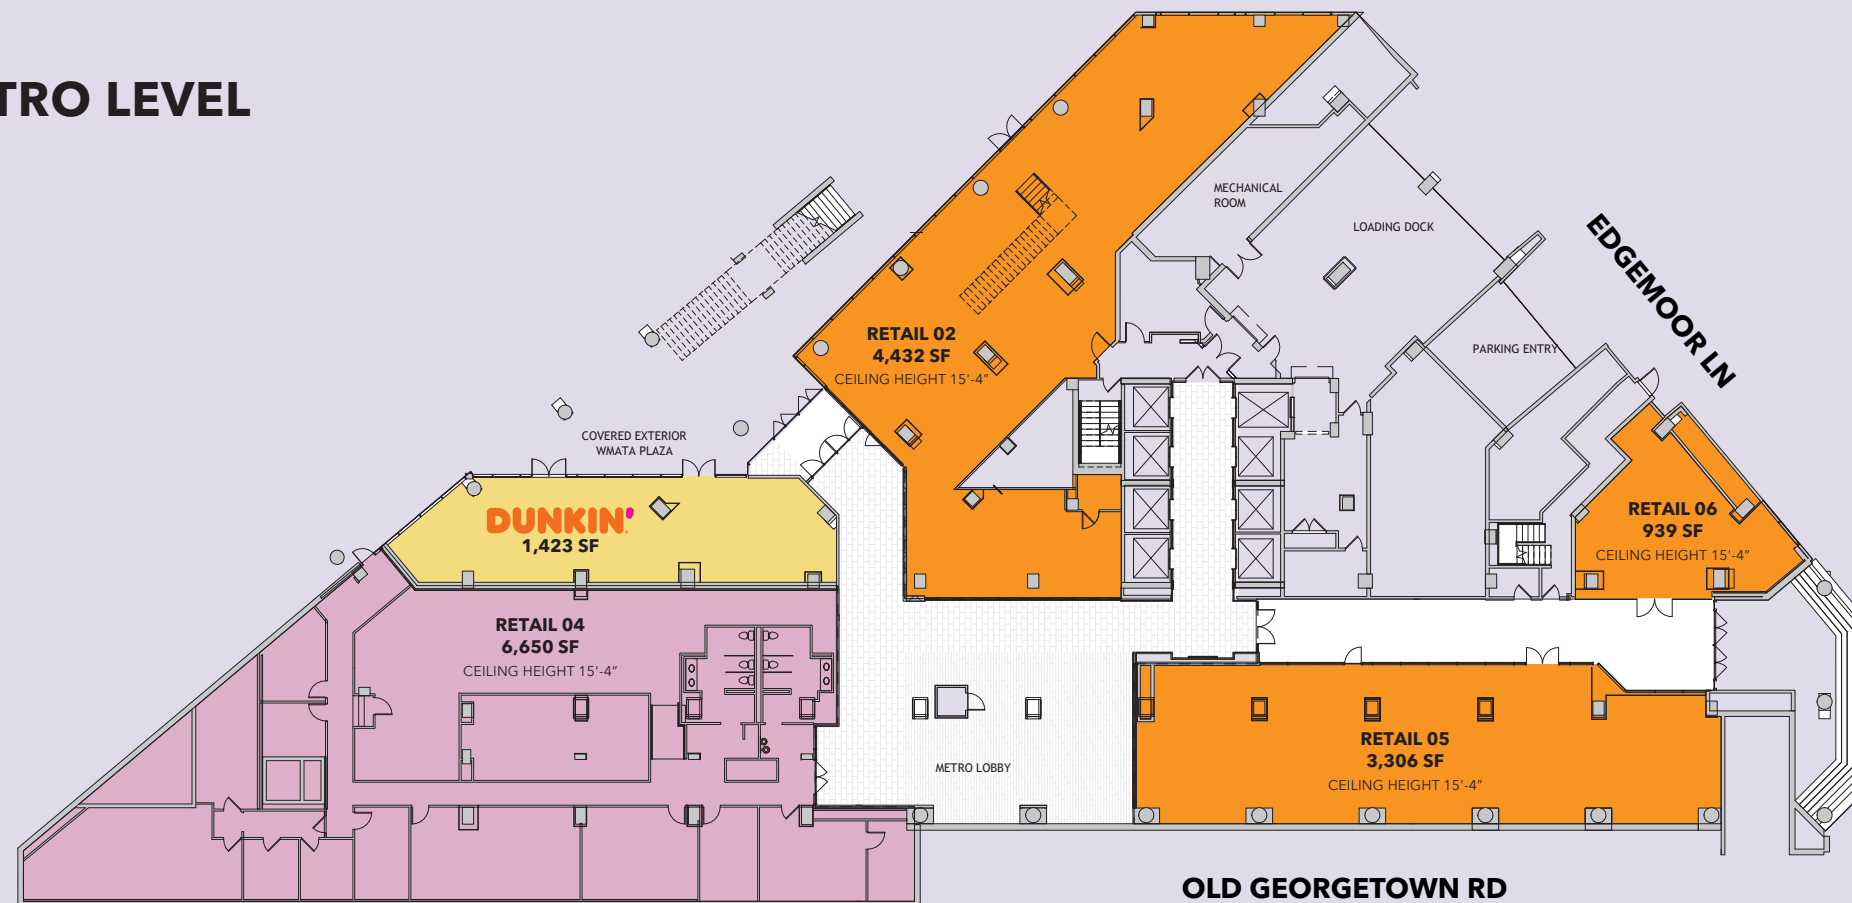 TRO LEVEL
MECHANICAL
ROOM
LOADING DOCK
EDGEMOOR LN
PARKING ENTRY
RETAIL 02
4,432 SF
CEILING HEIGHT 15'-4"
COVERED EXTERIOR
WMATA PLAZA
DUNKIN'
1,423 SF
RETAIL 06
939 SF
CEILING HEIGHT 15'-4"
RETAIL 04
6,650 SF
CEILING HEIGHT 15'-4"
METRO LOBBY
RETAIL 05
3,306 SF
CEILING HEIGHT 15'-4"
OLD GEORGETOWN RD